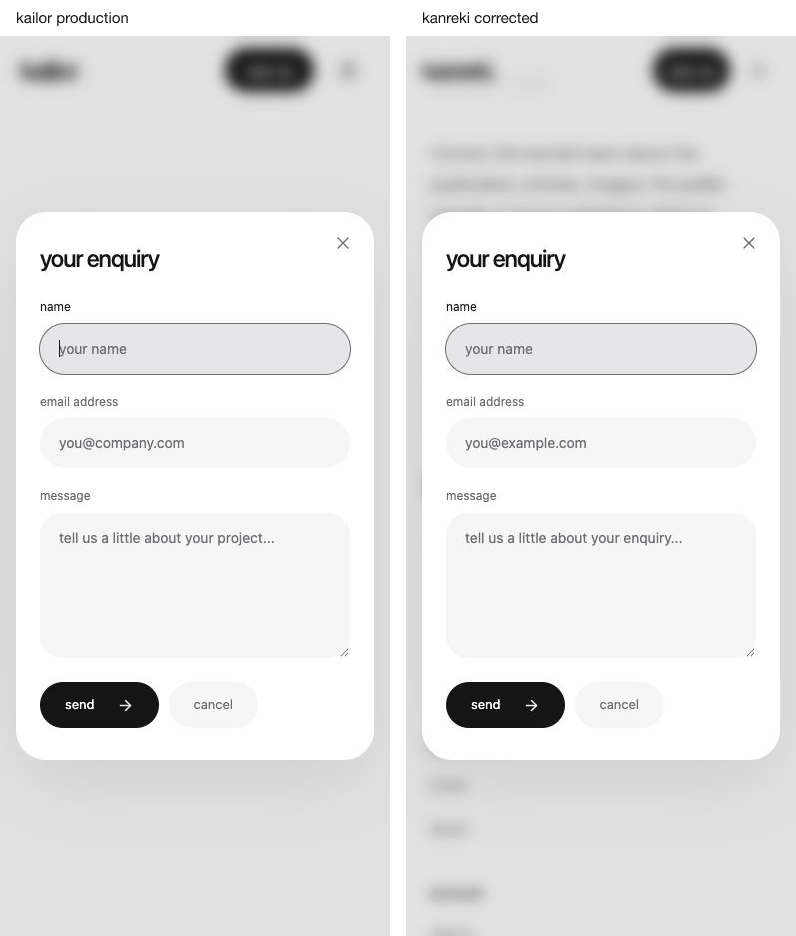 kailor production
your enquiry
name
your name
email address
you@company.com
message
tell us a little about your project...
send
cancel
kanreki corrected
your enquiry
name
your name
email address
you@example.com
message
tell us a little about your enquiry...
send
cancel